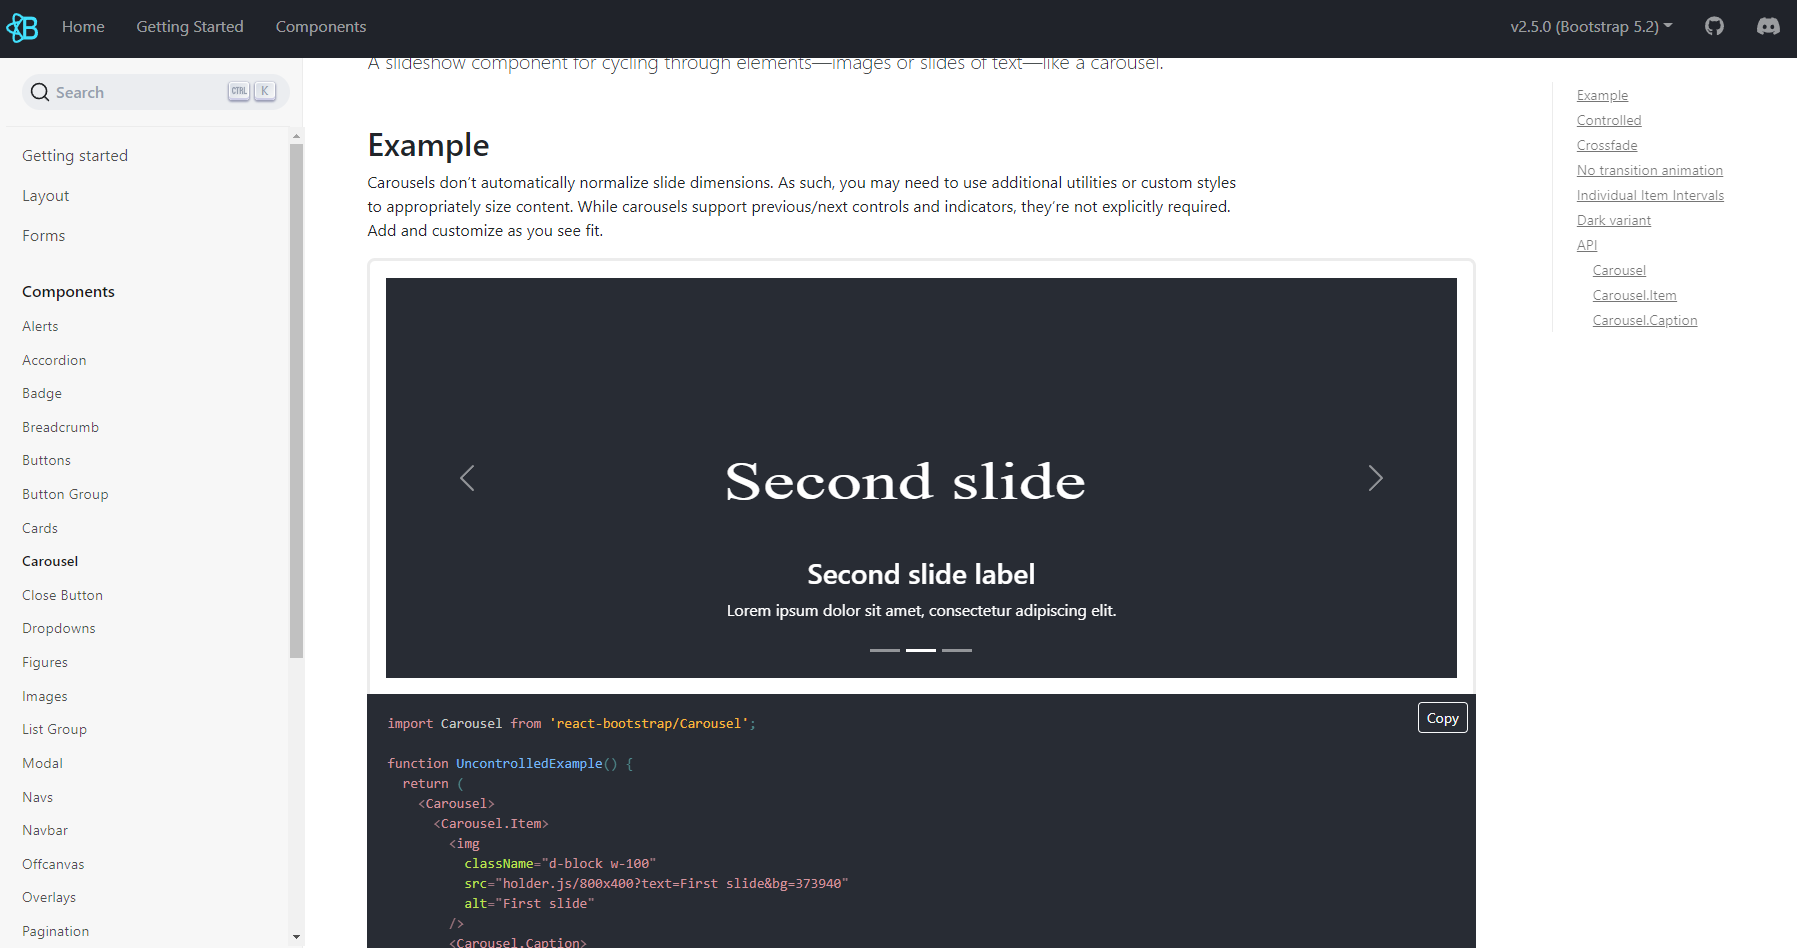 Home
Getting Started
Components
v2.5.0 (Bootstrap 5.2)
Search
CTRL
K
Getting started
Layout
Forms
Components
Alerts
Accordion
Badge
Breadcrumb
Buttons
Button Group
Cards
Carousel
Close Button
Dropdowns
Figures
Images
List Group
Modal
Navs
Navbar
Offcanvas
Overlays
Pagination
A slideshow component for cycling through elements—images or slides of text—like a carousel.
Example
Carousels don’t automatically normalize slide dimensions. As such, you may need to use additional utilities or custom styles
to appropriately size content. While carousels support previous/next controls and indicators, they’re not explicitly required.
Add and customize as you see fit.
Second slide
Second slide label
Lorem ipsum dolor sit amet, consectetur adipiscing elit.
Copy
import Carousel from 'react-bootstrap/Carousel';
function UncontrolledExample() {
return (
<Carousel>
<Carousel.Item>
<img
className="d-block w-100"
src="holder.js/800x400?text=First slide&bg=373940"
alt="First slide"
/>
<Carousel.Caption>
Example
Controlled
Crossfade
No transition animation
Individual Item Intervals
Dark variant
API
Carousel
Carousel.Item
Carousel.Caption